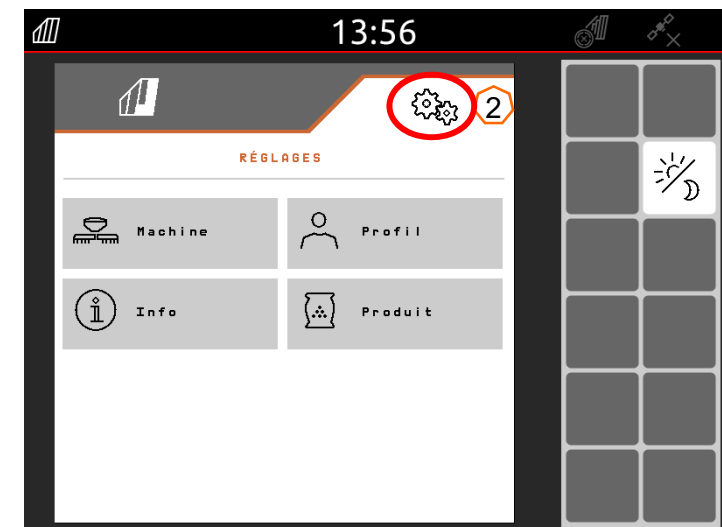 13:56
2
RÉGLAGES
Machine
Profil
Info
Produit